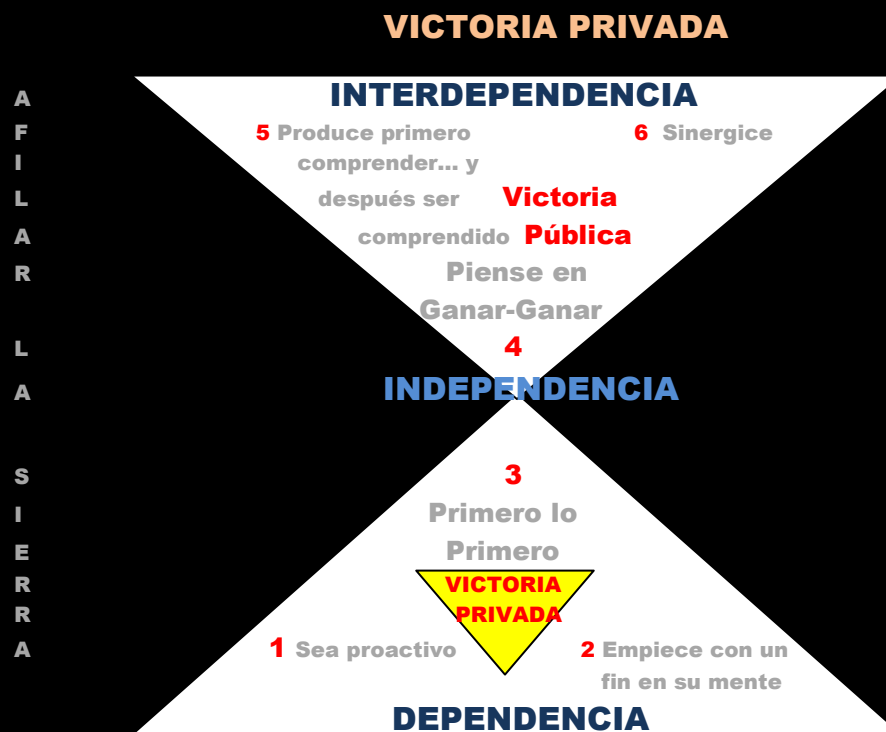 VICTORIA PRIVADA
A
F
I
L
A
R
L
A
S
I
E
R
R
A
INTERDEPENDENCIA
5 Produce primero
comprender... y
después ser
comprendido
6 Sinergice
Victoria
Pública
Piense en
Ganar-Ganar
4
INDEPENDENCIA
3
Primero lo
Primero
VICTORIA
PRIVADA
1 Sea proactivo
2 Empiece con un
fin en su mente
DEPENDENCIA